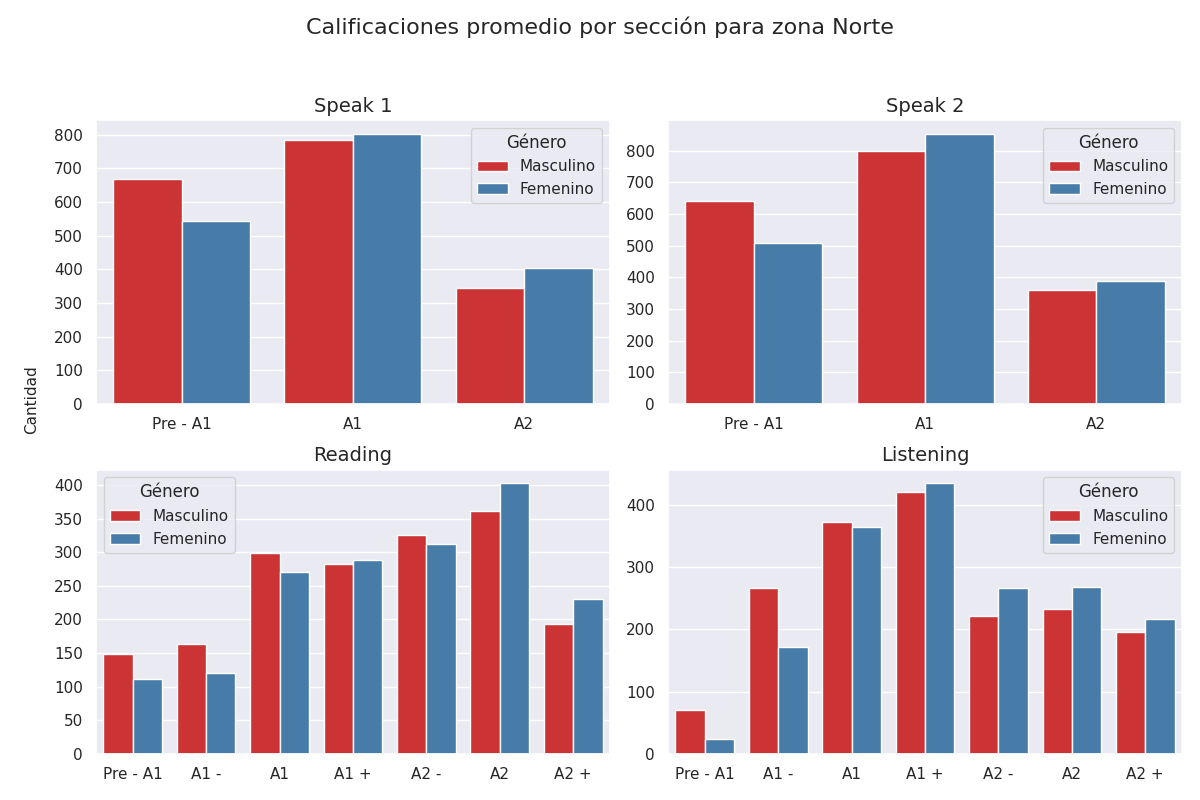 Calificaciones promedio por sección para zona Norte
Cantidad
Speak 1
800
700
600
500
400
300
200
100
0
Género
Masculino
Femenino
Pre - A1 A1 A2
Speak 2
800
700
600
500
400
300
200
100
0
Género
Masculino
Femenino
Pre - A1 A1 A2
Reading
400
350
300
250
200
150
100
50
0
Género
Masculino
Femenino
Pre - A1 A1 - A1 A1 + A2 - A2 A2 +
Listening
400
300
200
100
0
Género
Masculino
Femenino
Pre - A1 A1 - A1 A1 + A2 - A2 A2 +